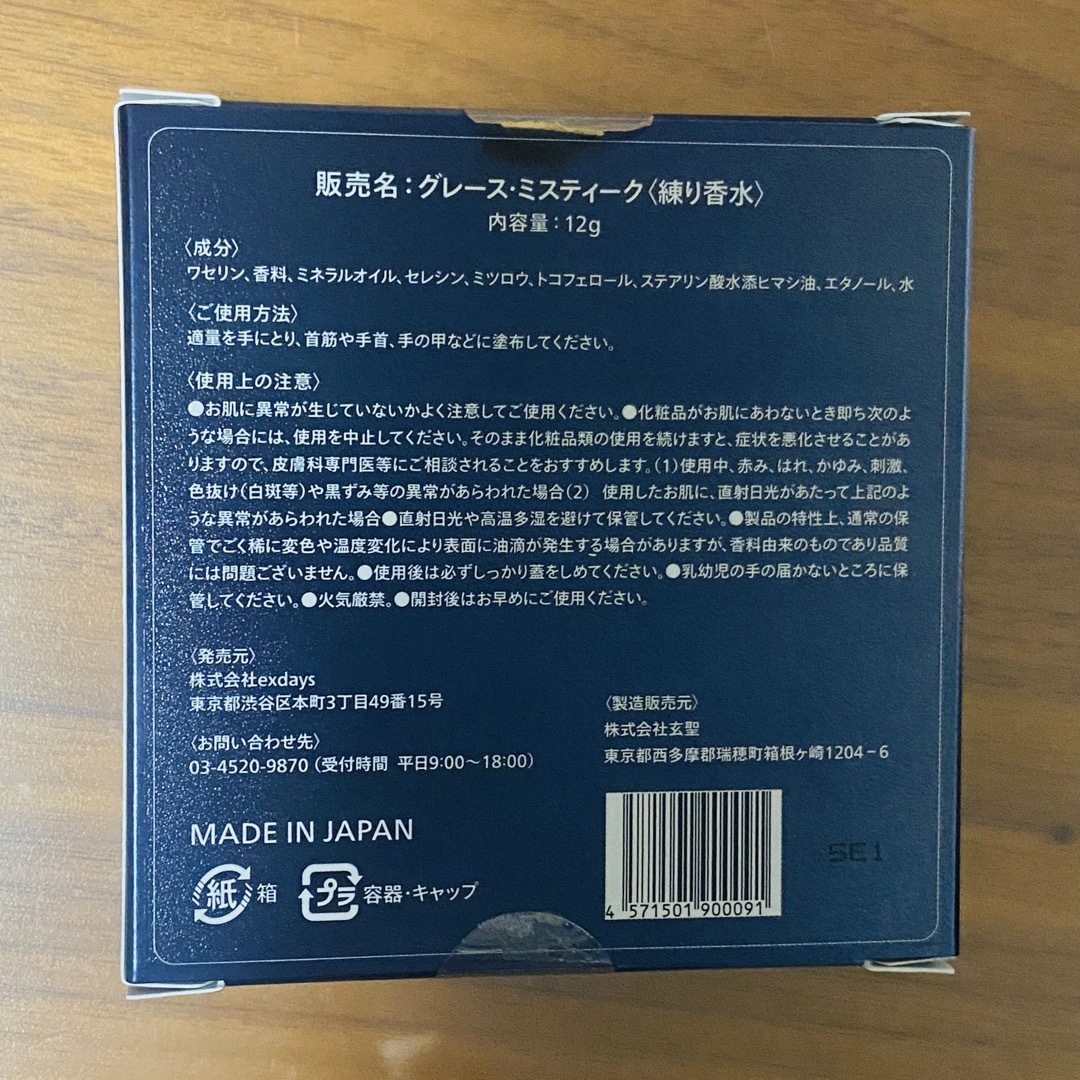 販売名：グレース・ミスティーク〈練り香水〉
内容量：12g
〈成分〉
ワセリン、香料、ミネラルオイル、セレシン、ミツロウ、トコフェロール、ステアリン酸水添ヒマシ油、エタノール、水
〈ご使用方法〉
適量を手にとり、首筋や手首、手の甲などに塗布してください。
〈使用上の注意〉
●お肌に異常が生じていないかよく注意してご使用ください。●化粧品がお肌にあわないとき即ち次のよ
うな場合には、使用を中止してください。そのまま化粧品類の使用を続けますと、症状を悪化させることがあ
りますので、皮膚科専門医等にご相談されることをおすすめします。（1）使用中、赤み、はれ、かゆみ、刺激、
色抜け（白斑等）や黒ずみ等の異常があらわれた場合（2） 使用したお肌に、直射日光があたって上記のよ
うな異常があらわれた場合●直射日光や高温多湿を避けて保管してください。●製品の特性上、通常の保
管でごく稀に変色や温度変化により表面に油滴が発生する場合がありますが、香料由来のものであり品質
には問題ございません。●使用後は必ずしっかり蓋をしめてください。●乳幼児の手の届かないところに保
管してください。●火気厳禁。●開封後はお早めにご使用ください。
〈発売元〉
株式会社exdays
東京都渋谷区本町3丁目49番15号
〈お問い合わせ先〉
03-4520-9870（受付時間 平日9:00～18:00）
〈製造販売元〉
株式会社玄聖
東京都西多摩郡瑞穂町箱根ヶ崎1204−6
MADE IN JAPAN
紙 箱
プラ 容器・キャップ
4 571501 900091
5E1